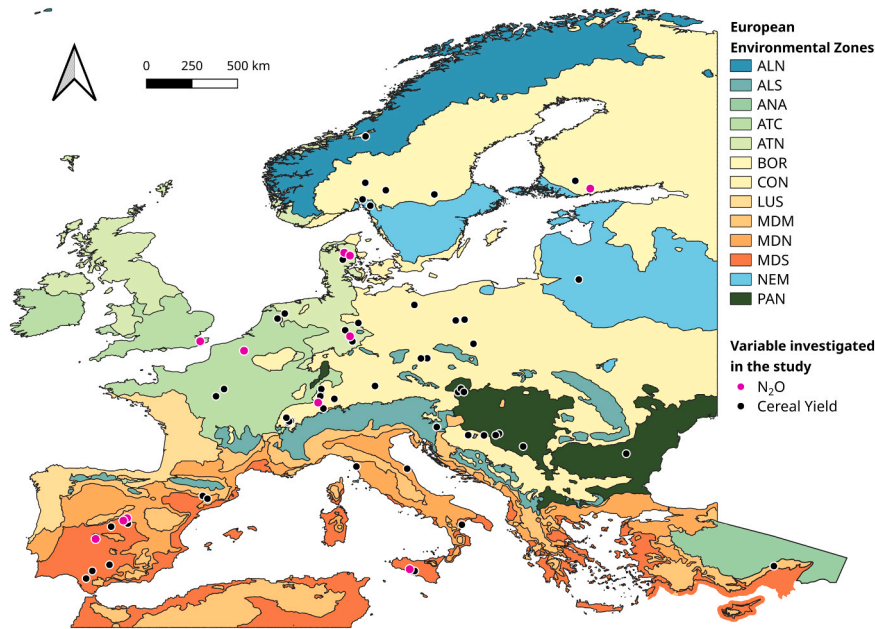 0 250 500 km
European
Environmental Zones
ALN
ALS
ANA
ATC
ATN
BOR
CON
LUS
MDM
MDN
MDS
NEM
PAN
Variable investigated
in the study
N₂O
Cereal Yield